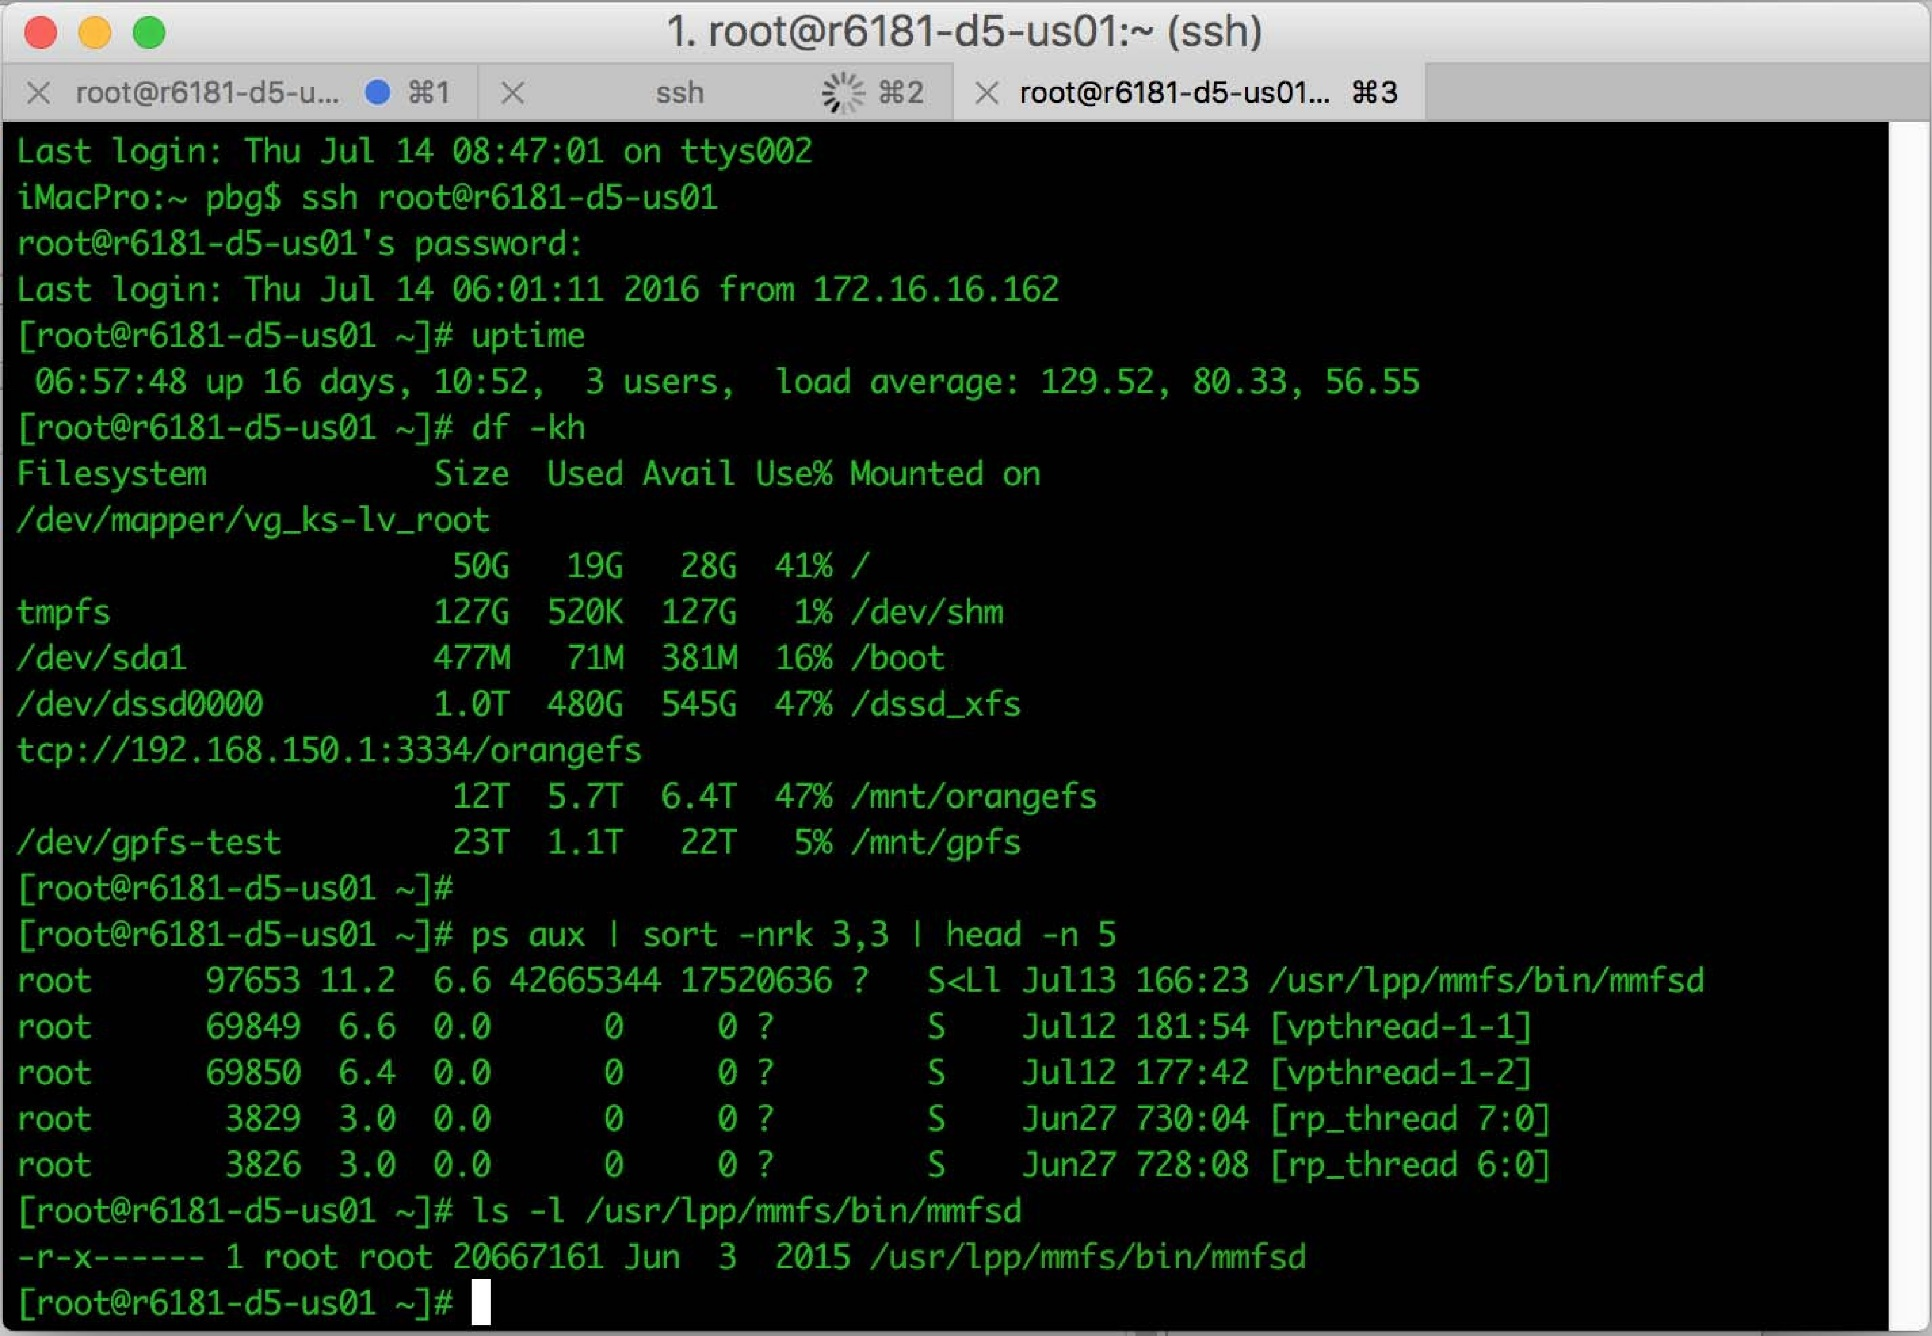 1. root@r6181-d5-us01:~ (ssh)
root@r6181-d5-u... ⌘1 ssh ⌘2 root@r6181-d5-us01... ⌘3
Last login: Thu Jul 14 08:47:01 on ttys002
iMacPro:~ pbg$ ssh root@r6181-d5-us01
root@r6181-d5-us01's password:
Last login: Thu Jul 14 06:01:11 2016 from 172.16.16.162
[root@r6181-d5-us01 ~]# uptime
 06:57:48 up 16 days, 10:52,  3 users,  load average: 129.52, 80.33, 56.55
[root@r6181-d5-us01 ~]# df -kh
Filesystem            Size  Used Avail Use% Mounted on
/dev/mapper/vg_ks-lv_root
                       50G   19G   28G  41% /
tmpfs                 127G  520K  127G   1% /dev/shm
/dev/sda1             477M   71M  381M  16% /boot
/dev/dssd0000         1.0T  480G  545G  47% /dssd_xfs
tcp://192.168.150.1:3334/orangefs
                       12T  5.7T  6.4T  47% /mnt/orangefs
/dev/gpfs-test         23T  1.1T   22T   5% /mnt/gpfs
[root@r6181-d5-us01 ~]#
[root@r6181-d5-us01 ~]# ps aux | sort -nrk 3,3 | head -n 5
root      97653 11.2  6.6 42665344 17520636 ?   S<Ll Jul13 166:23 /usr/lpp/mmfs/bin/mmfsd
root      69849  6.6  0.0      0     0 ?        S    Jul12 181:54 [vpthread-1-1]
root      69850  6.4  0.0      0     0 ?        S    Jul12 177:42 [vpthread-1-2]
root       3829  3.0  0.0      0     0 ?        S    Jun27 730:04 [rp_thread 7:0]
root       3826  3.0  0.0      0     0 ?        S    Jun27 728:08 [rp_thread 6:0]
[root@r6181-d5-us01 ~]# ls -l /usr/lpp/mmfs/bin/mmfsd
-r-x------ 1 root root 20667161 Jun  3  2015 /usr/lpp/mmfs/bin/mmfsd
[root@r6181-d5-us01 ~]#